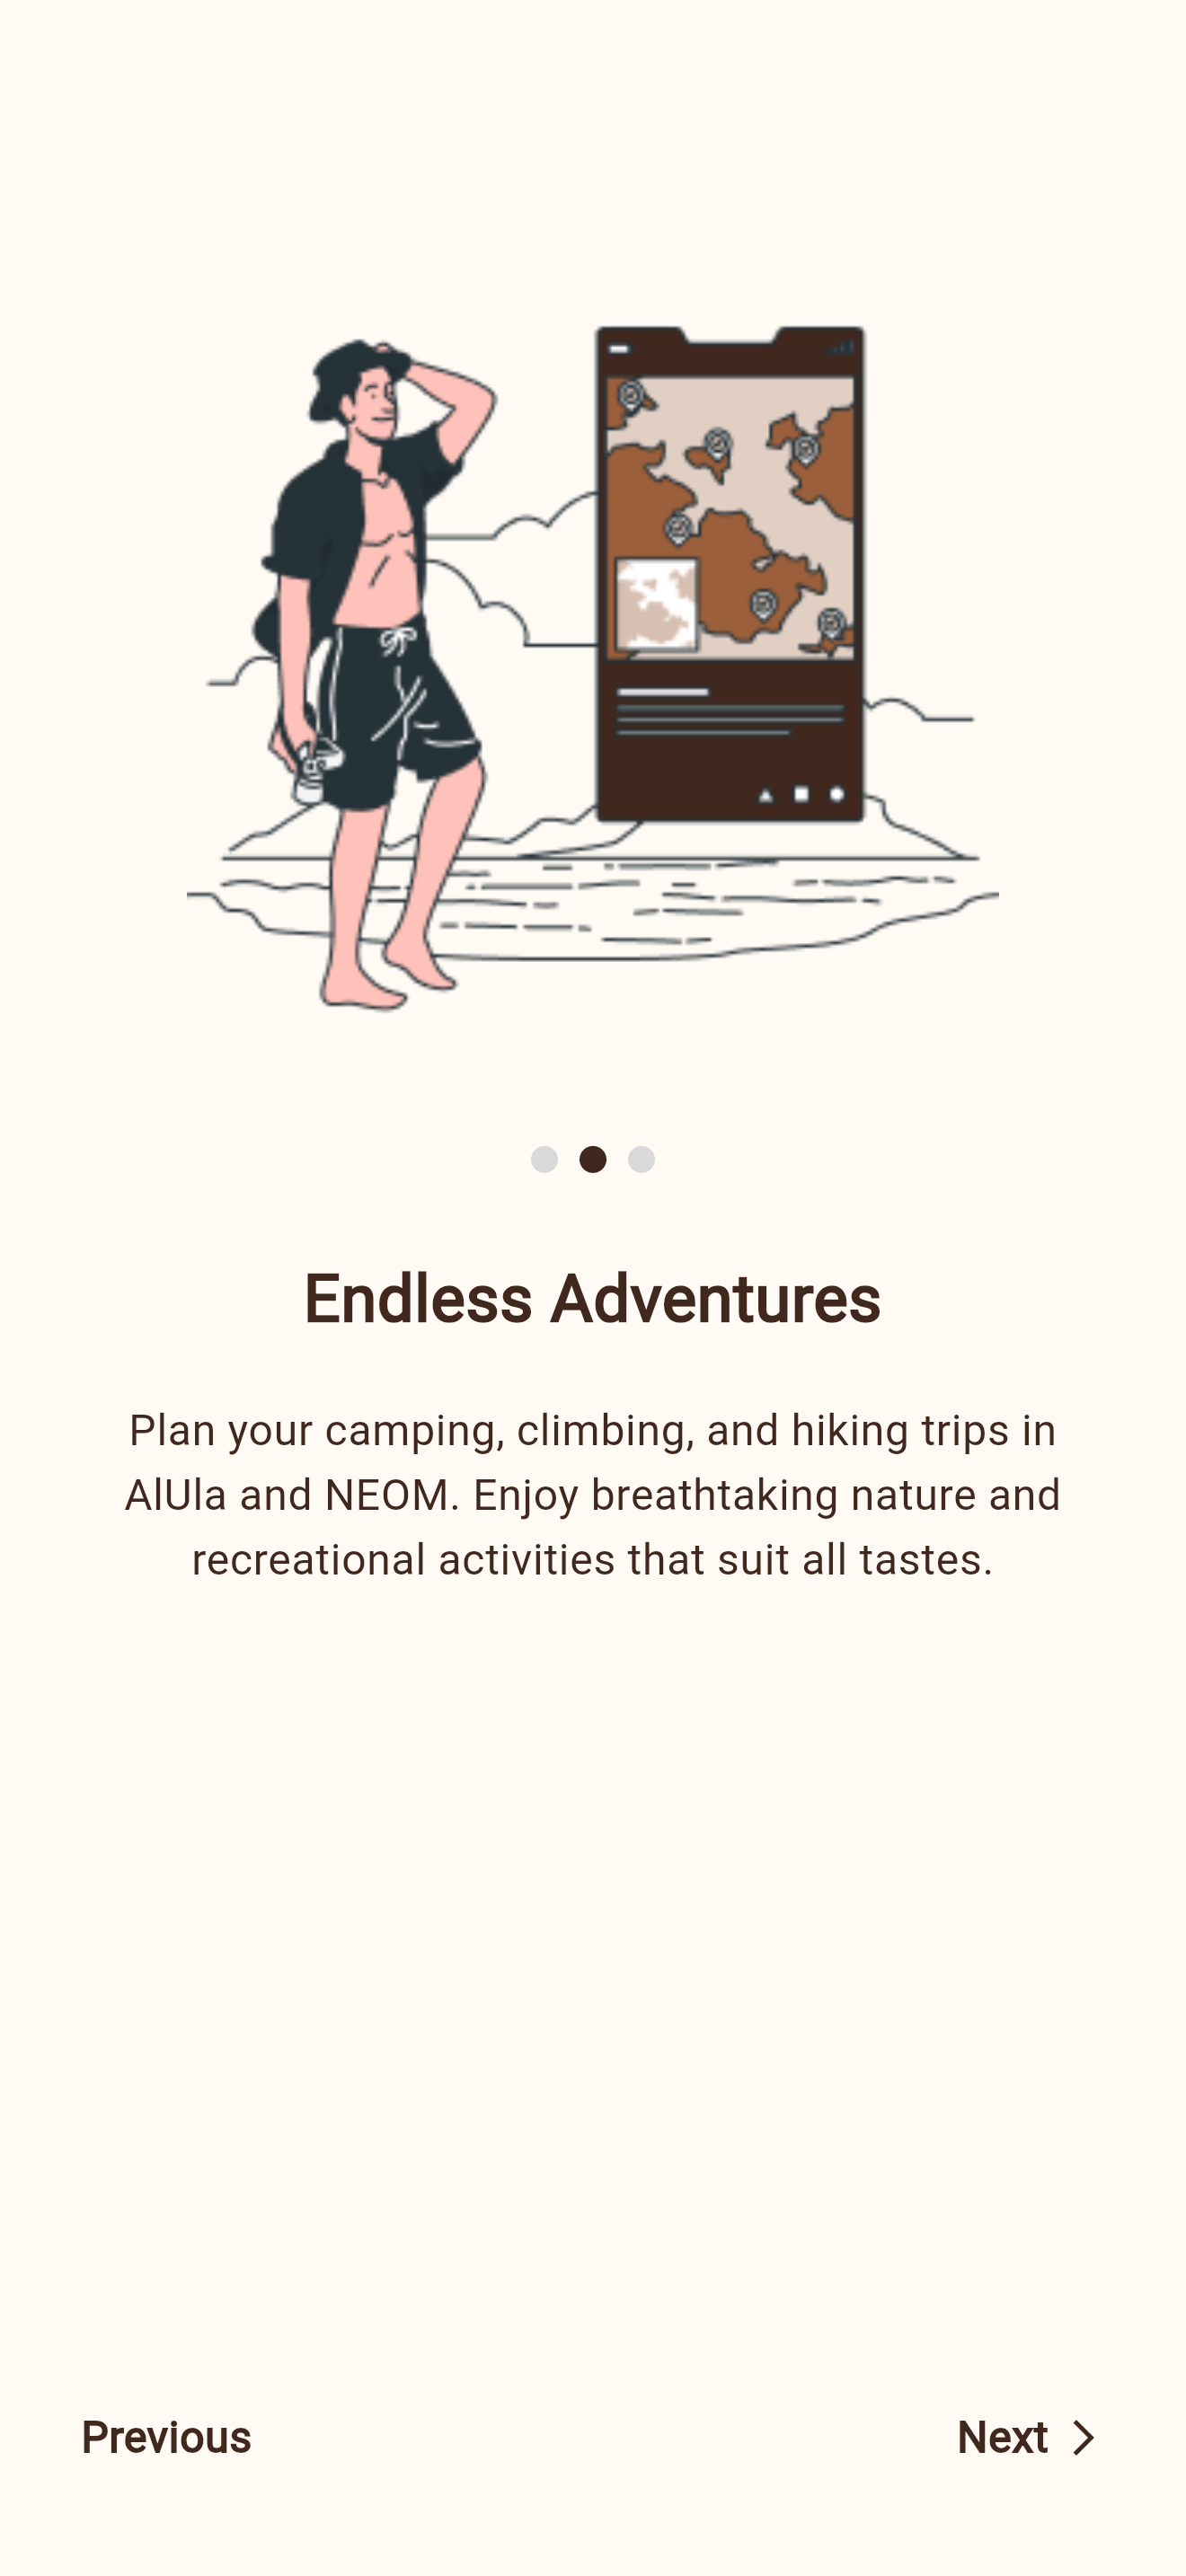 Endless Adventures
Plan your camping, climbing, and hiking trips in
AlUla and NEOM. Enjoy breathtaking nature and
recreational activities that suit all tastes.
Previous
Next